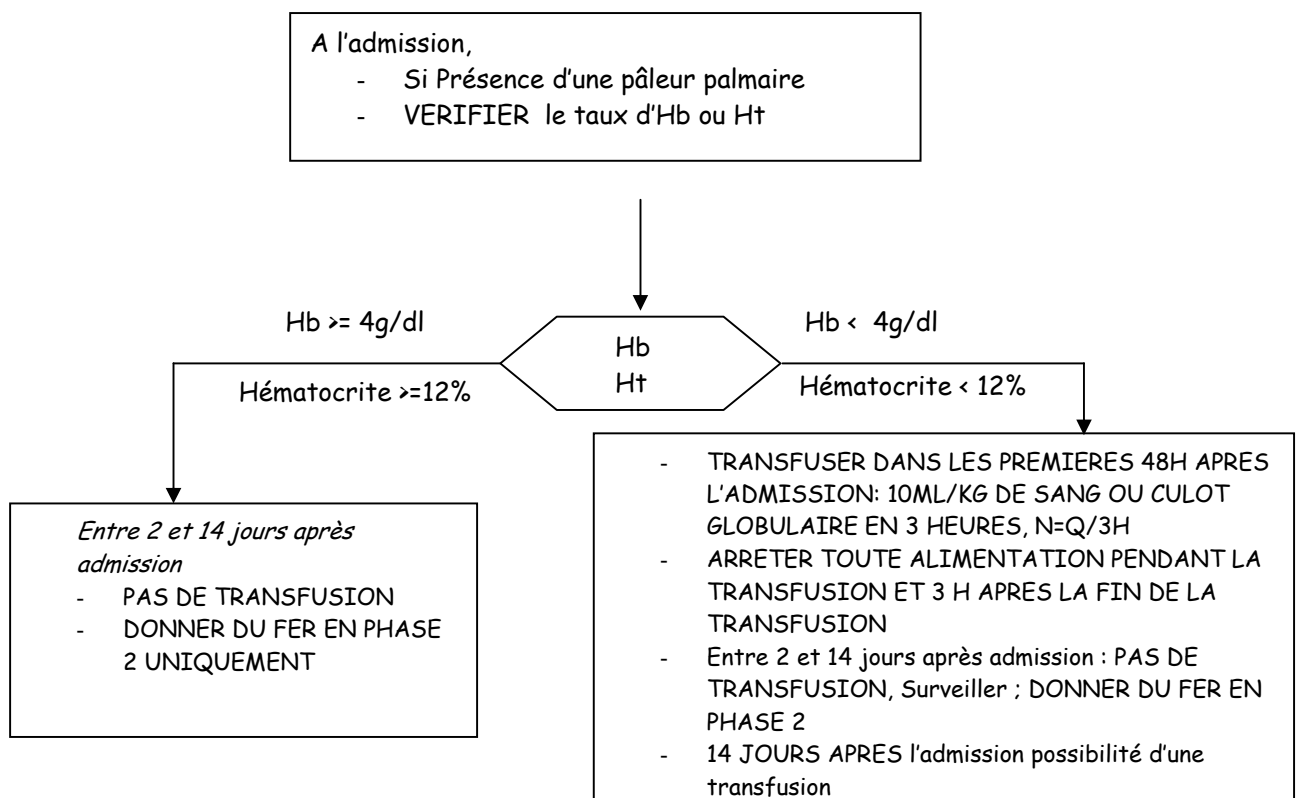 A l'admission,
- Si Présence d'une pâleur palmaire
- VERIFIER le taux d'Hb ou Ht
Hb >= 4g/dl
Hb < 4g/dl
Hb
Ht
Hématocrite >=12%
Hématocrite < 12%
Entre 2 et 14 jours après
admission
- PAS DE TRANSFUSION
- DONNER DU FER EN PHASE
2 UNIQUEMENT
- TRANSFUSER DANS LES PREMIERES 48H APRES
L'ADMISSION: 10ML/KG DE SANG OU CULOT
GLOBULAIRE EN 3 HEURES, N=Q/3H
- ARRETER TOUTE ALIMENTATION PENDANT LA
TRANSFUSION ET 3 H APRES LA FIN DE LA
TRANSFUSION
- Entre 2 et 14 jours après admission : PAS DE
TRANSFUSION, Surveiller ; DONNER DU FER EN
PHASE 2
- 14 JOURS APRES l'admission possibilité d'une
transfusion